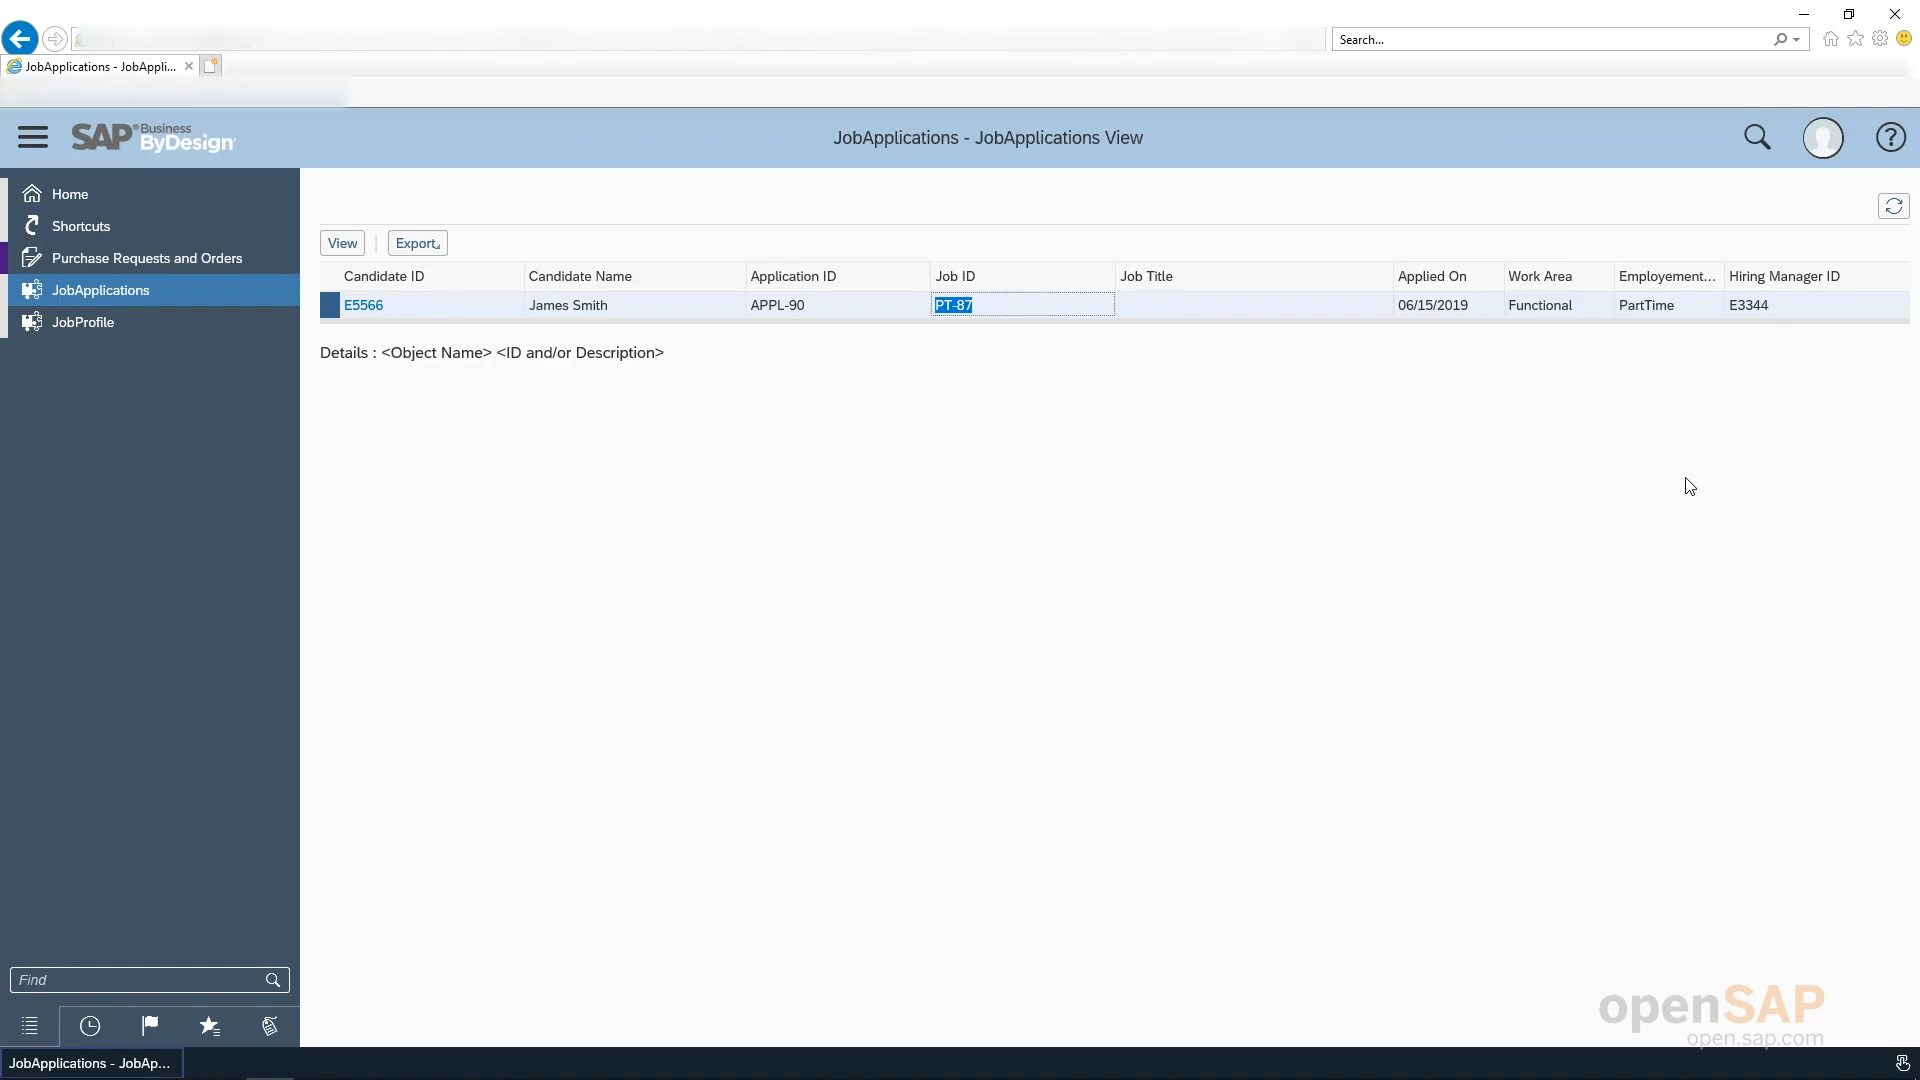 Search...
JobApplications - JobAppli...
SAP® Business ByDesign
JobApplications - JobApplications View
Home
Shortcuts
Purchase Requests and Orders
JobApplications
JobProfile
View
Export
Candidate ID Candidate Name Application ID Job ID Job Title Applied On Work Area Employement... Hiring Manager ID
E5566 James Smith APPL-90 PT-87 06/15/2019 Functional PartTime E3344
Details : <Object Name> <ID and/or Description>
Find
openSAP
open.sap.com
JobApplications - JobAp...